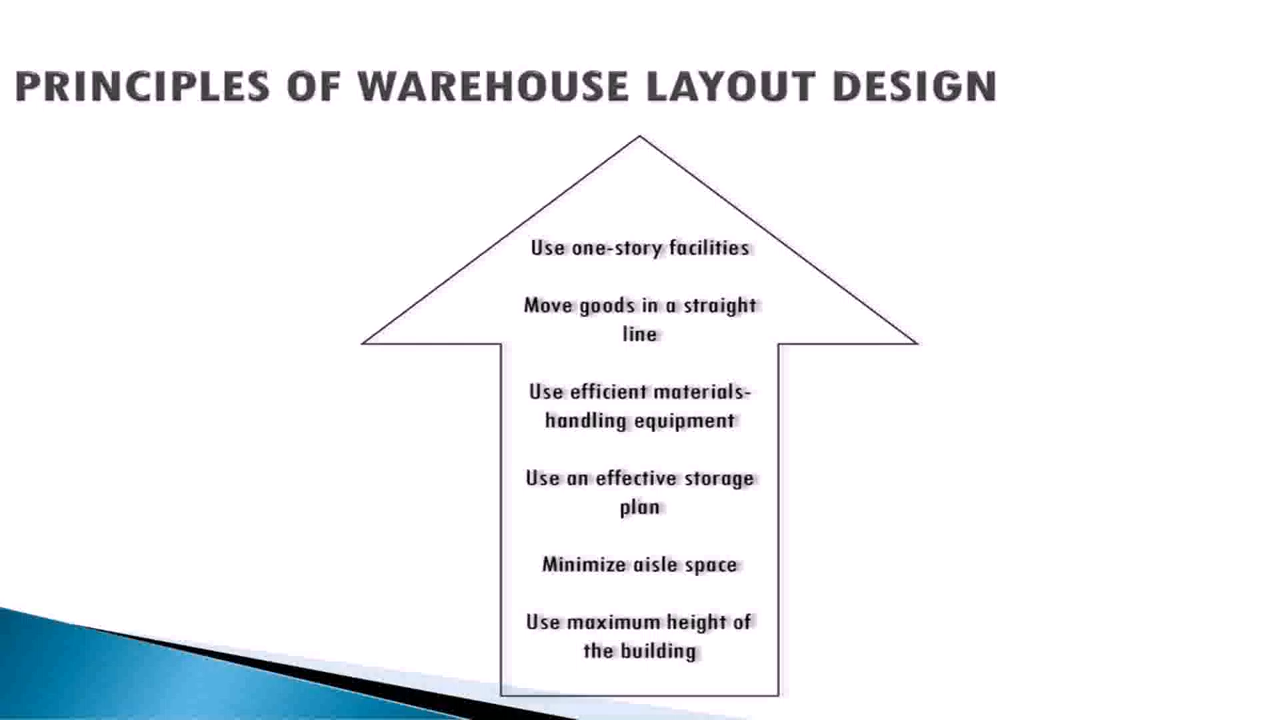 PRINCIPLES OF WAREHOUSE LAYOUT DESIGN
Use one-story facilities
Move goods in a straight
line
Use efficient materials-
handling equipment
Use an effective storage
plan
Minimize aisle space
Use maximum height of
the building